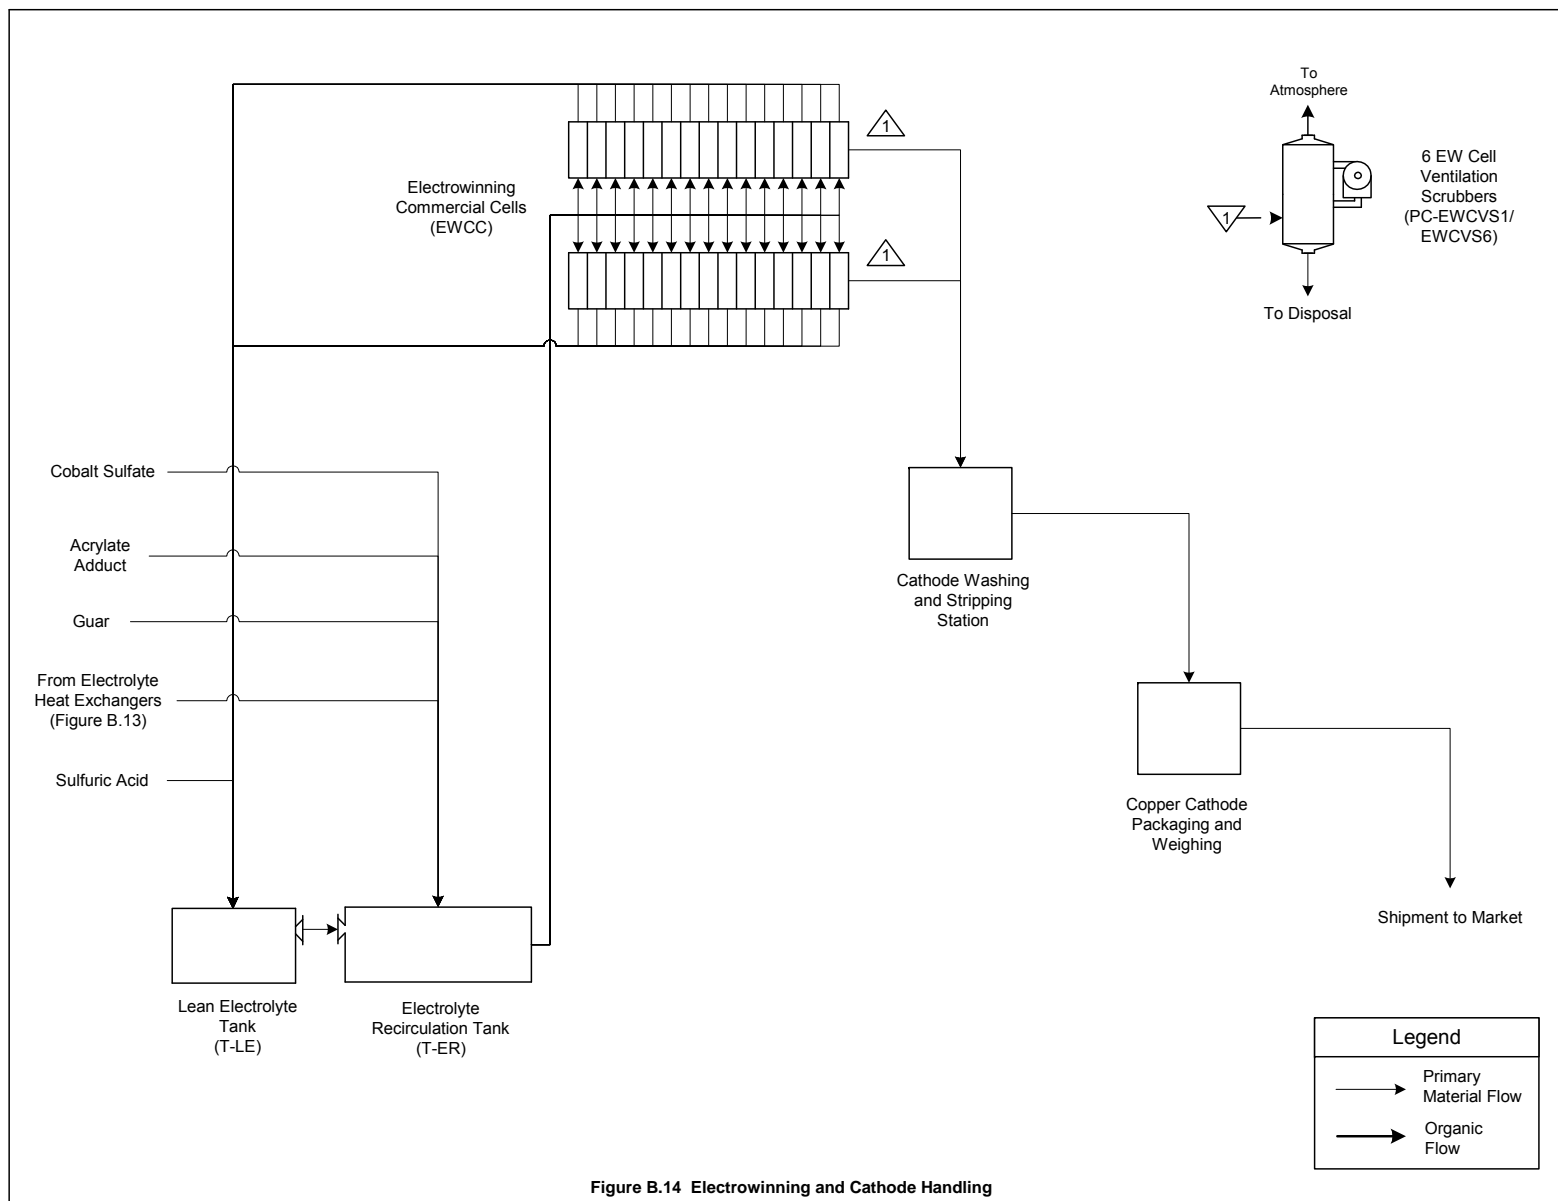 To
Atmosphere
1
6 EW Cell
Ventilation
Scrubbers
(PC-EWCVS1/
EWCVS6)
1
To Disposal
Electrowinning
Commercial Cells
(EWCC)
1
Cobalt Sulfate
Acrylate
Adduct
Guar
From Electrolyte
Heat Exchangers
(Figure B.13)
Sulfuric Acid
Cathode Washing
and Stripping
Station
Copper Cathode
Packaging and
Weighing
Shipment to Market
Lean Electrolyte
Tank
(T-LE)
Electrolyte
Recirculation Tank
(T-ER)
Legend
Primary
Material Flow
Organic
Flow
Figure B.14  Electrowinning and Cathode Handling